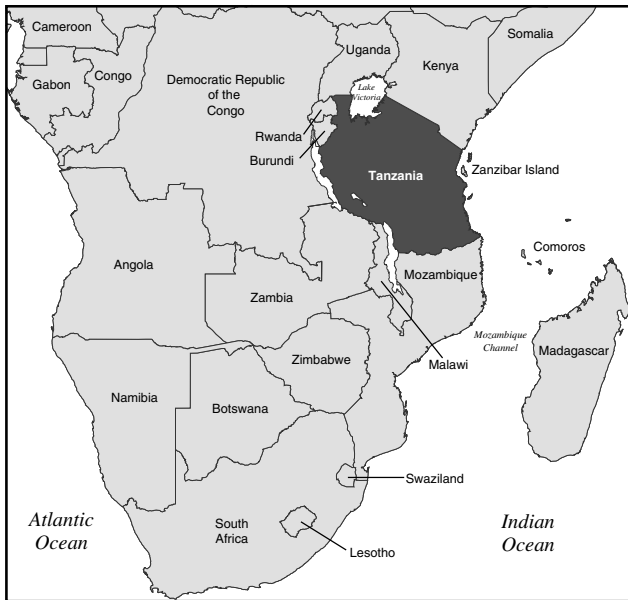 Cameroon
Somalia
Uganda
Congo
Kenya
Gabon
Democratic Republic
of the
Congo
Lake
Victoria
Rwanda
Burundi
Tanzania
Zanzibar Island
Comoros
Angola
Mozambique
Zambia
Mozambique
Channel
Madagascar
Malawi
Zimbabwe
Namibia
Botswana
Swaziland
Atlantic
Ocean
South
Africa
Lesotho
Indian
Ocean